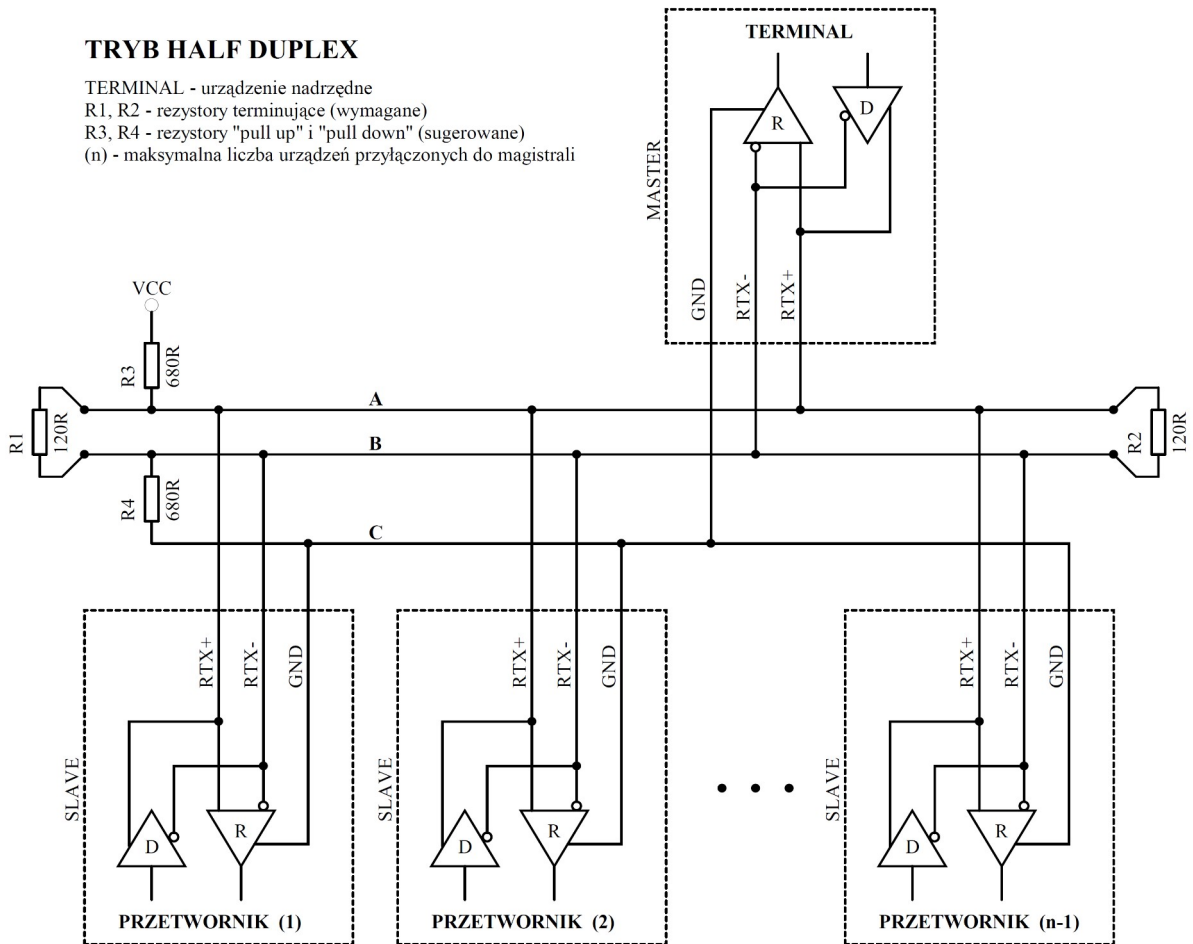 TRYB HALF DUPLEX
TERMINAL - urządzenie nadrzędne
R1, R2 - rezystory terminujące (wymagane)
R3, R4 - rezystory "pull up" i "pull down" (sugerowane)
(n) - maksymalna liczba urządzeń przyłączonych do magistrali
TERMINAL
R
D
MASTER
GND
RTX-
RTX+
VCC
R3
680R
A
R1
120R
B
R2
120R
R4
680R
C
SLAVE
RTX+
RTX-
GND
D
R
PRZETWORNIK (1)
SLAVE
RTX+
RTX-
GND
D
R
PRZETWORNIK (2)
SLAVE
RTX+
RTX-
GND
D
R
PRZETWORNIK (n-1)